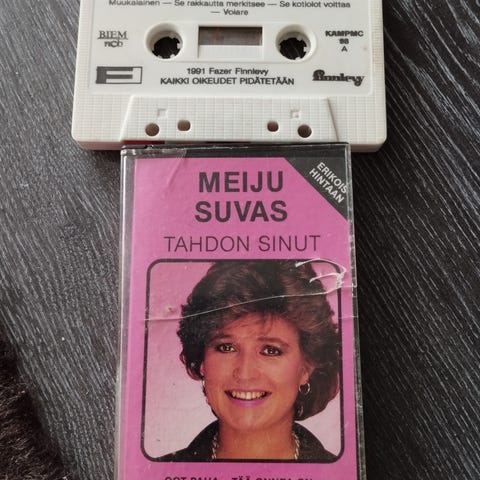 Muukalainen — Se rakkautta merkitsee — Se kotiolot voittaa
— Volare
BIEM
ncb
KAMPMC
98
A
1991 Fazer Finnlevy
KAIKKI OIKEUDET PIDÄTETÄÄN
F
finnlevy
ERIKOIS
HINTAAN
MEIJU
SUVAS
TAHDON SINUT